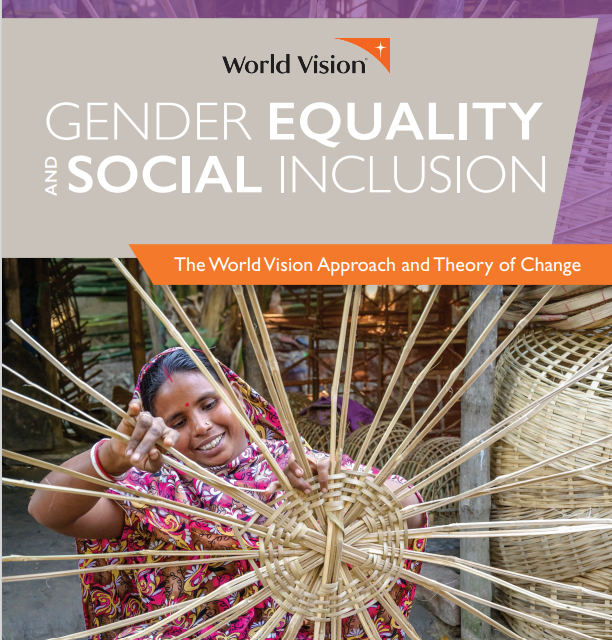 World Vision
GENDER EQUALITY
AND SOCIAL INCLUSION
The World Vision Approach and Theory of Change